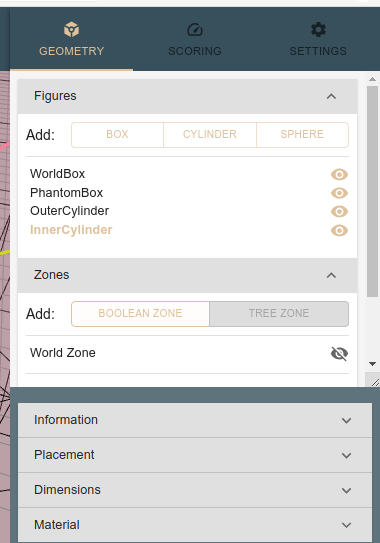 GEOMETRY SCORING SETTINGS
Figures
Add: BOX CYLINDER SPHERE
WorldBox
PhantomBox
OuterCylinder
InnerCylinder
Zones
Add: BOOLEAN ZONE TREE ZONE
World Zone
Information
Placement
Dimensions
Material